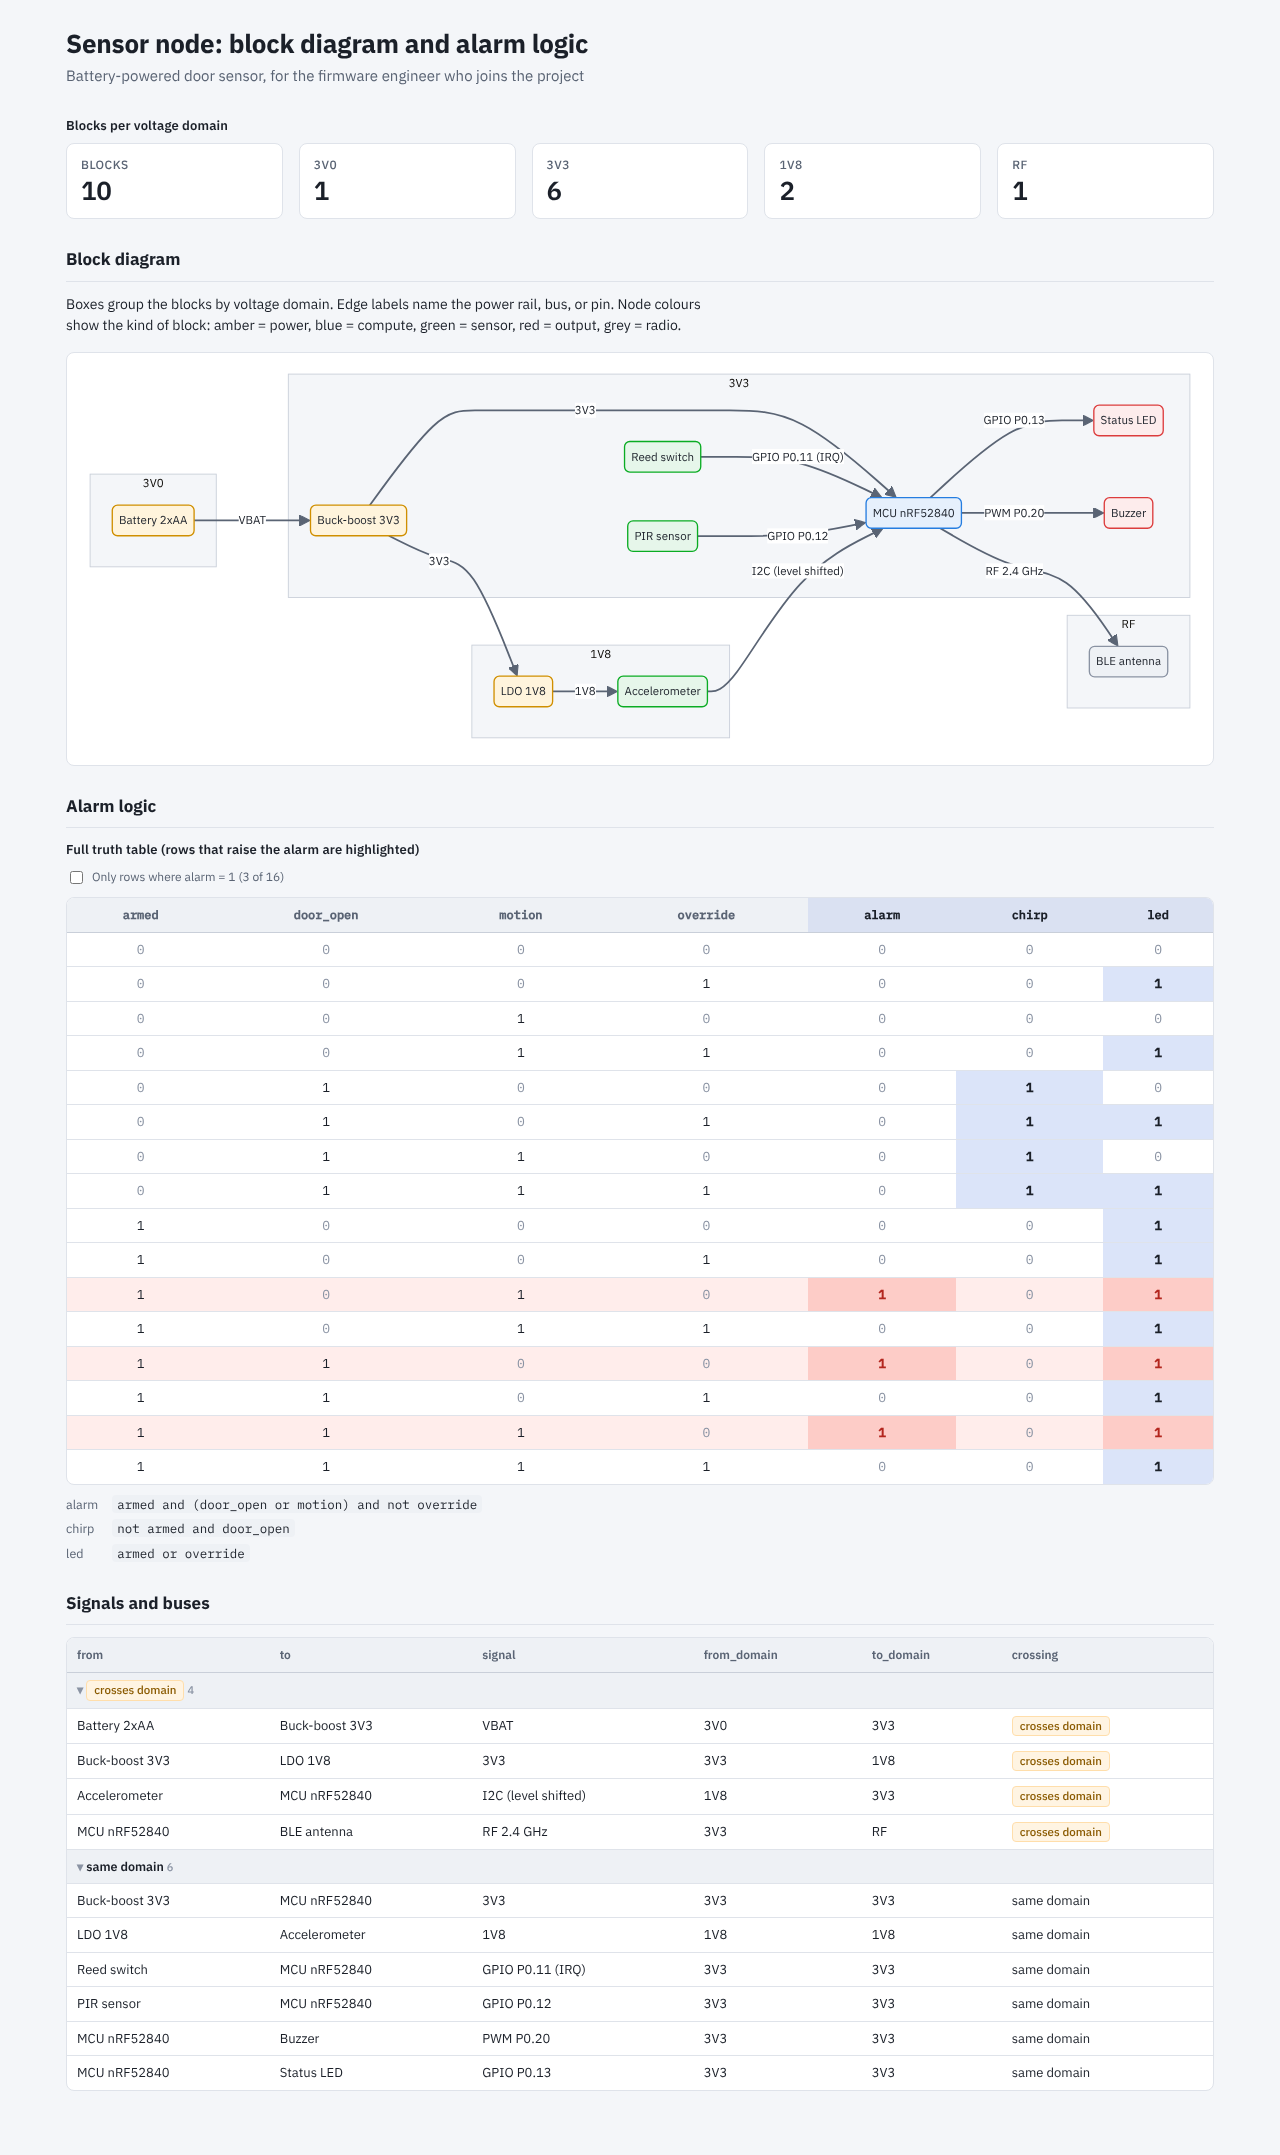 Sensor node: block diagram and alarm logic
Battery-powered door sensor, for the firmware engineer who joins the project
Blocks per voltage domain
BLOCKS 3V0 3V3 1V8 RF
10 1 6 2 1
Block diagram
Boxes group the blocks by voltage domain. Edge labels name the power rail, bus, or pin. Node colours
show the kind of block: amber = power, blue = compute, green = sensor, red = output, grey = radio.
3V3
3V3
GPIO P0.13
Status LED
Reed switch
GPIO P0.11 (IRQ)
3V0
Battery 2xAA
VBAT
Buck-boost 3V3
MCU nRF52840
PWM P0.20
Buzzer
PIR sensor
GPIO P0.12
3V3
I2C (level shifted)
RF 2.4 GHz
RF
BLE antenna
1V8
LDO 1V8
1V8
Accelerometer
Alarm logic
Full truth table (rows that raise the alarm are highlighted)
Only rows where alarm = 1 (3 of 16)
armed door_open motion override alarm chirp led
0 0 0 0 0 0 0
0 0 0 1 0 0 1
0 0 1 0 0 0 0
0 0 1 1 0 0 1
0 1 0 0 0 1 0
0 1 0 1 0 1 1
0 1 1 0 0 1 0
0 1 1 1 0 1 1
1 0 0 0 0 0 1
1 0 0 1 0 0 1
1 0 1 0 1 0 1
1 0 1 1 0 0 1
1 1 0 0 1 0 1
1 1 0 1 0 0 1
1 1 1 0 1 0 1
1 1 1 1 0 0 1
alarm armed and (door_open or motion) and not override
chirp not armed and door_open
led armed or override
Signals and buses
from to signal from_domain to_domain crossing
▼ crosses domain 4
Battery 2xAA Buck-boost 3V3 VBAT 3V0 3V3 crosses domain
Buck-boost 3V3 LDO 1V8 3V3 3V3 1V8 crosses domain
Accelerometer MCU nRF52840 I2C (level shifted) 1V8 3V3 crosses domain
MCU nRF52840 BLE antenna RF 2.4 GHz 3V3 RF crosses domain
▼ same domain 6
Buck-boost 3V3 MCU nRF52840 3V3 3V3 3V3 same domain
LDO 1V8 Accelerometer 1V8 1V8 1V8 same domain
Reed switch MCU nRF52840 GPIO P0.11 (IRQ) 3V3 3V3 same domain
PIR sensor MCU nRF52840 GPIO P0.12 3V3 3V3 same domain
MCU nRF52840 Buzzer PWM P0.20 3V3 3V3 same domain
MCU nRF52840 Status LED GPIO P0.13 3V3 3V3 same domain